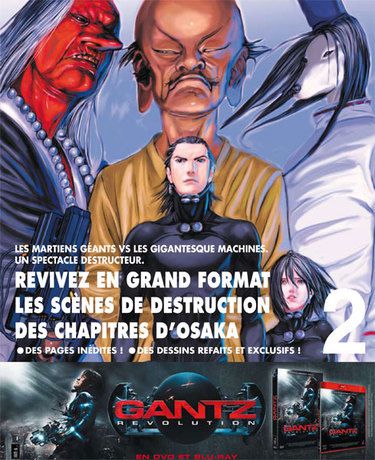 LES MARTIENS GÉANTS VS LES GIGANTESQUE MACHINES.
UN SPECTACLE DESTRUCTEUR.
REVIVEZ EN GRAND FORMAT
LES SCÈNES DE DESTRUCTION
DES CHAPITRES D'OSAKA
● DES PAGES INÉDITES ! ● DES DESSINS REFAITS ET EXCLUSIFS !
2
GANTZ
REVOLUTION
EN DVD ET BLU-RAY